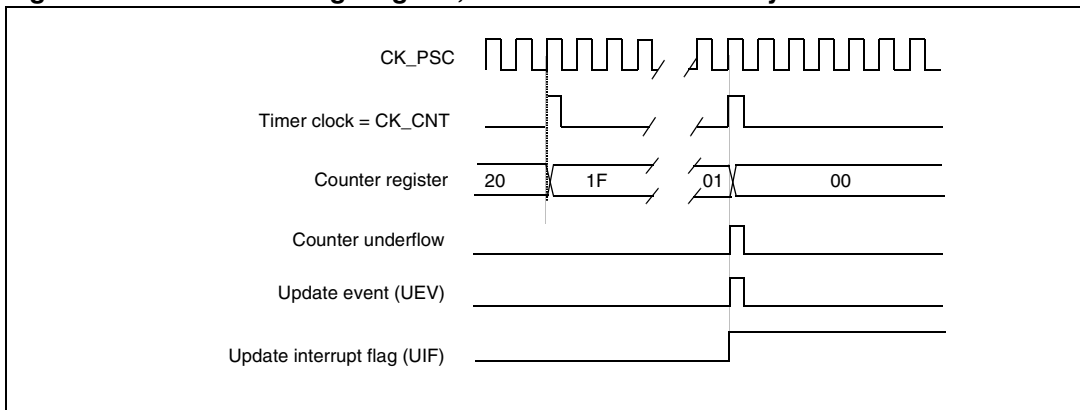 CK_PSC
Timer clock = CK_CNT
Counter register 20 1F 01 00
Counter underflow
Update event (UEV)
Update interrupt flag (UIF)